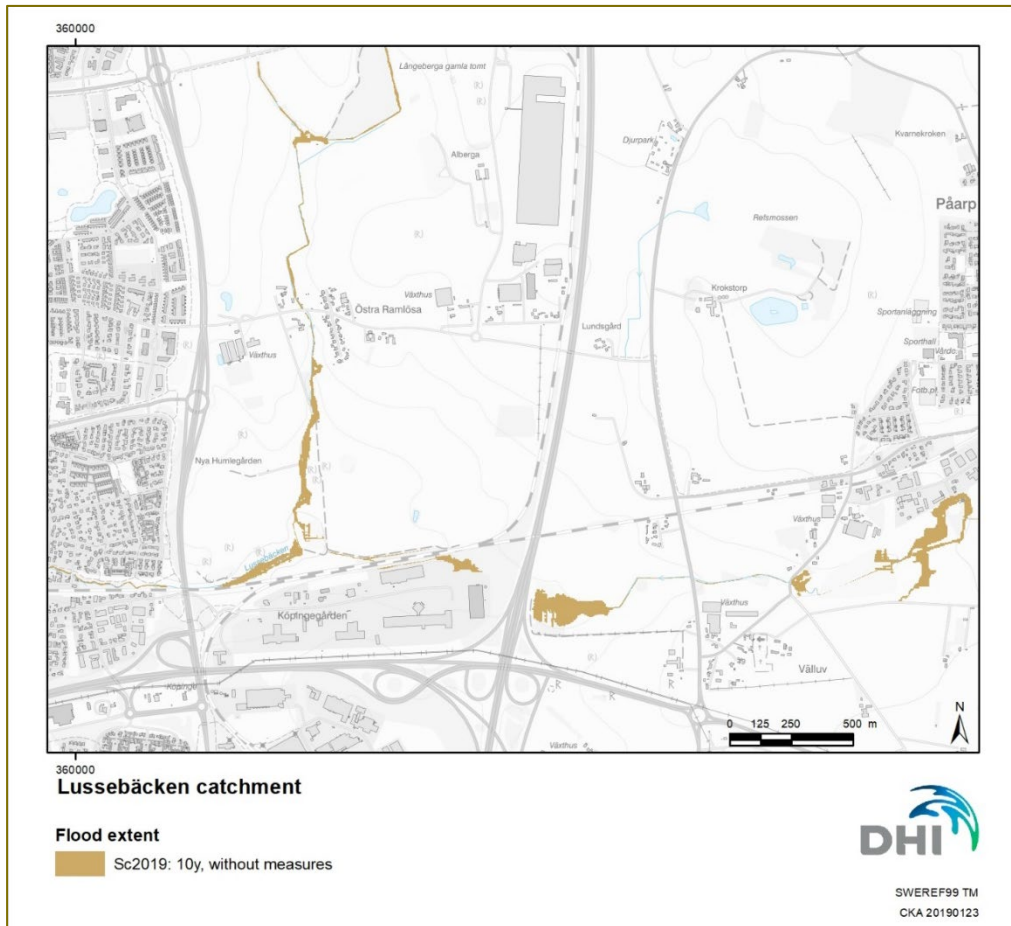 360000
Långeberga gamla tomt
(R)
Kvarnekroken
Djurpark
Alberga
Påarp
(R)
Refsmossen
Krokstorp
Växthus
Östra Ramlösa
(R)
Sportanläggning
Lundsgård
Sporthall
Vårdc
Växthus
Fotb.pl
(R)
Nya Humlegården
(R)
(R)
Växthus
Lussebäcken
(R)
Köpingegården
Växthus
Välluv
(R)
R
R
N
Köpinge
0 125 250 500 m
Växthus
360000
Lussebäcken catchment
Flood extent
Sc2019: 10y, without measures
DHI
SWEREF99 TM
CKA 20190123